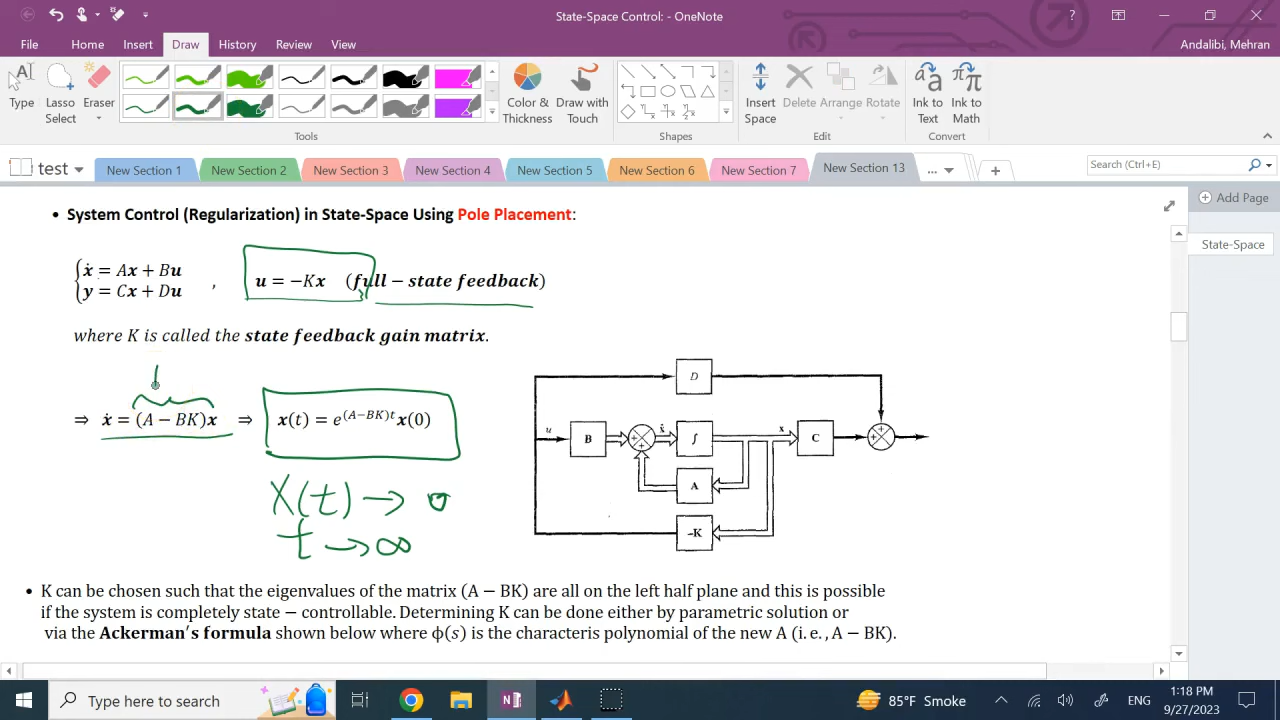 State-Space Control: - OneNote
?
File Home Insert Draw History Review View
Andalibi, Mehran
Type
Lasso Select
Eraser
Color & Thickness
Draw with Touch
Insert Space
Delete
Arrange
Rotate
Ink to Text
Ink to Math
Tools
Shapes
Edit
Convert
test
New Section 1
New Section 2
New Section 3
New Section 4
New Section 5
New Section 6
New Section 7
New Section 13
...
Search (Ctrl+E)
Add Page
State-Space
• System Control (Regularization) in State-Space Using Pole Placement:
{ẋ = Ax + Bu
{y = Cx + Du , u = −Kx (full − state feedback)
where K is called the state feedback gain matrix.
⇒ ẋ = (A − BK)x ⇒ x(t) = e^(A−BK)t x(0)
X(t) → 0
t → ∞
D
u
B
+
+
ẋ
∫
x
C
+
+
A
−K
• K can be chosen such that the eigenvalues of the matrix (A − BK) are all on the left half plane and this is possible
if the system is completely state − controllable. Determining K can be done either by parametric solution or
via the Ackerman's formula shown below where ϕ(s) is the characteris polynomial of the new A (i. e. , A − BK).
Type here to search
85°F Smoke
ENG
1:18 PM
9/27/2023